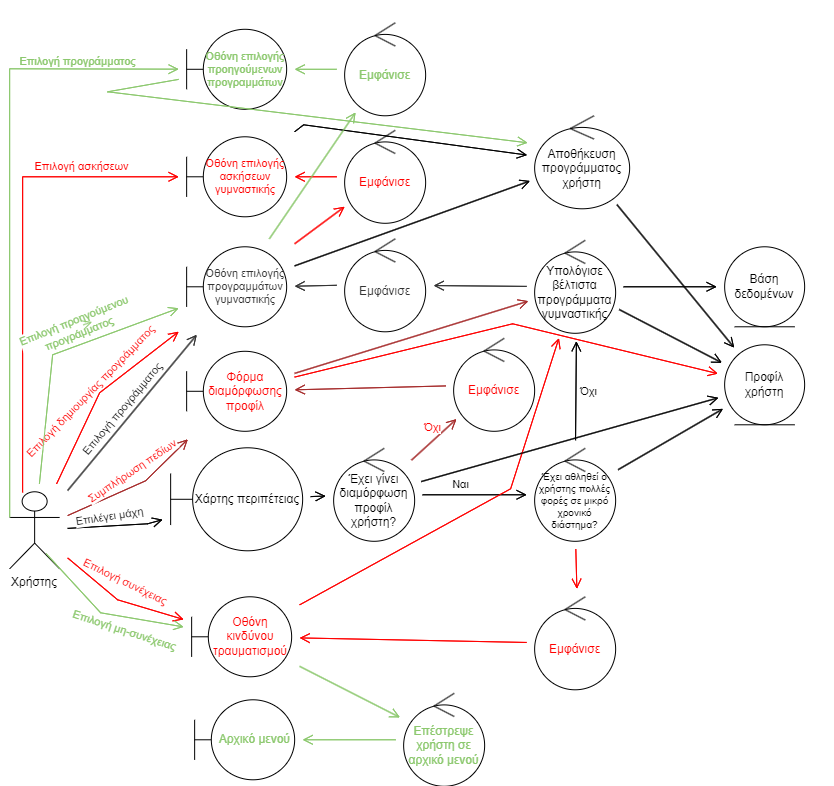 Επιλογή προγράμματος
Οθόνη επιλογής
προηγούμενων
προγραμμάτων
Εμφάνισε
Επιλογή ασκήσεων
Οθόνη επιλογής
ασκήσεων
γυμναστικής
Εμφάνισε
Αποθήκευση
προγράμματος
χρήστη
Επιλογή προηγούμενου
προγράμματος
Οθόνη επιλογής
προγραμμάτων
γυμναστικής
Εμφάνισε
Υπολόγισε
βέλτιστα
προγράμματα
γυμναστικής
Βάση
δεδομένων
Επιλογή δημιουργίας προγράμματος
Επιλογή προγράμματος
Φόρμα
διαμόρφωσης
προφίλ
Εμφάνισε
Όχι
Προφίλ
χρήστη
Όχι
Συμπλήρωση πεδίων
Χάρτης περιπέτειας
Έχει γίνει
διαμόρφωση
προφίλ
χρήστη?
Ναι
Έχει αθληθεί ο
χρήστης πολλές
φορές σε μικρό
χρονικό
διάστημα?
Επιλέγει μάχη
Χρήστης
Επιλογή συνέχειας
Επιλογή μη-συνέχειας
Οθόνη
κινδύνου
τραυματισμού
Εμφάνισε
Αρχικό μενού
Επέστρεψε
χρήστη σε
αρχικό μενού